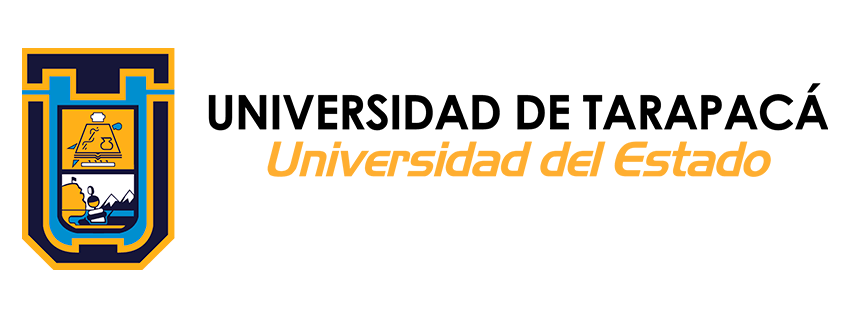 UNIVERSIDAD DE TARAPACÁ
Universidad del Estado